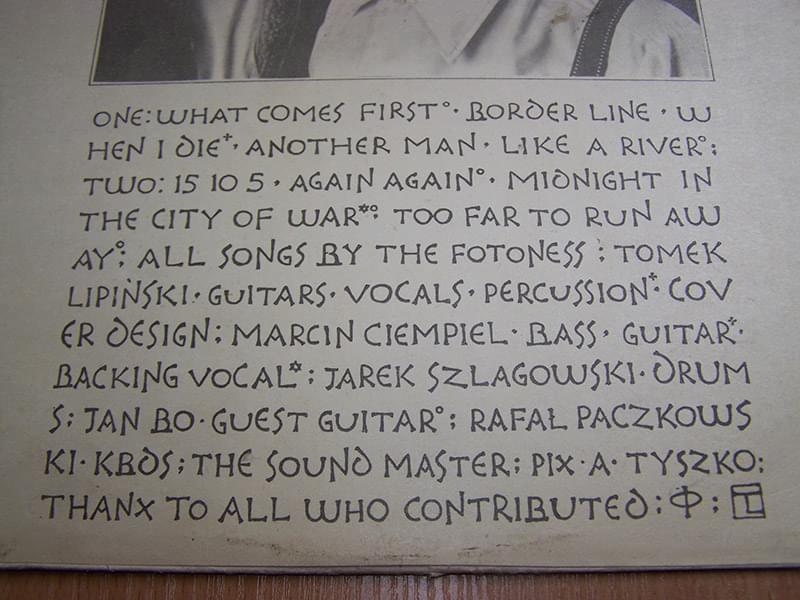 ONE: WHAT COMES FIRST°· BORDER LINE · W
HEN I DIE⁺· ANOTHER MAN · LIKE A RIVER°;
TWO: 15 10 5 · AGAIN AGAIN°· MIDNIGHT IN
THE CITY OF WAR*°: TOO FAR TO RUN AW
AY°; ALL SONGS BY THE FOTONESS ; TOMEK
LIPIŃSKI· GUITARS· VOCALS· PERCUSSION⁺· COV
ER DESIGN; MARCIN CIEMPIEL· BASS· GUITAR⁺·
BACKING VOCAL*; JAREK SZLAGOWSKI· DRUM
S; JAN BO· GUEST GUITAR°; RAFAL PACZKOWS
KI· KBDS; THE SOUND MASTER; PIX· A· TYSZKO;
THANX TO ALL WHO CONTRIBUTED: Φ;